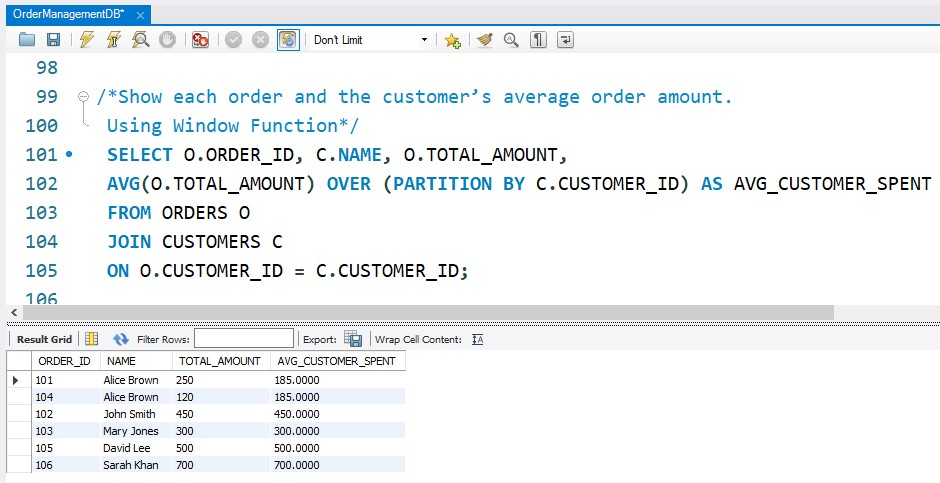 OrderManagementDB*
Don't Limit
98
99 /*Show each order and the customer’s average order amount.
100 Using Window Function*/
101 SELECT O.ORDER_ID, C.NAME, O.TOTAL_AMOUNT,
102 AVG(O.TOTAL_AMOUNT) OVER (PARTITION BY C.CUSTOMER_ID) AS AVG_CUSTOMER_SPENT
103 FROM ORDERS O
104 JOIN CUSTOMERS C
105 ON O.CUSTOMER_ID = C.CUSTOMER_ID;
106
Result Grid Filter Rows: Export: Wrap Cell Content:
ORDER_ID NAME TOTAL_AMOUNT AVG_CUSTOMER_SPENT
101 Alice Brown 250 185.0000
104 Alice Brown 120 185.0000
102 John Smith 450 450.0000
103 Mary Jones 300 300.0000
105 David Lee 500 500.0000
106 Sarah Khan 700 700.0000